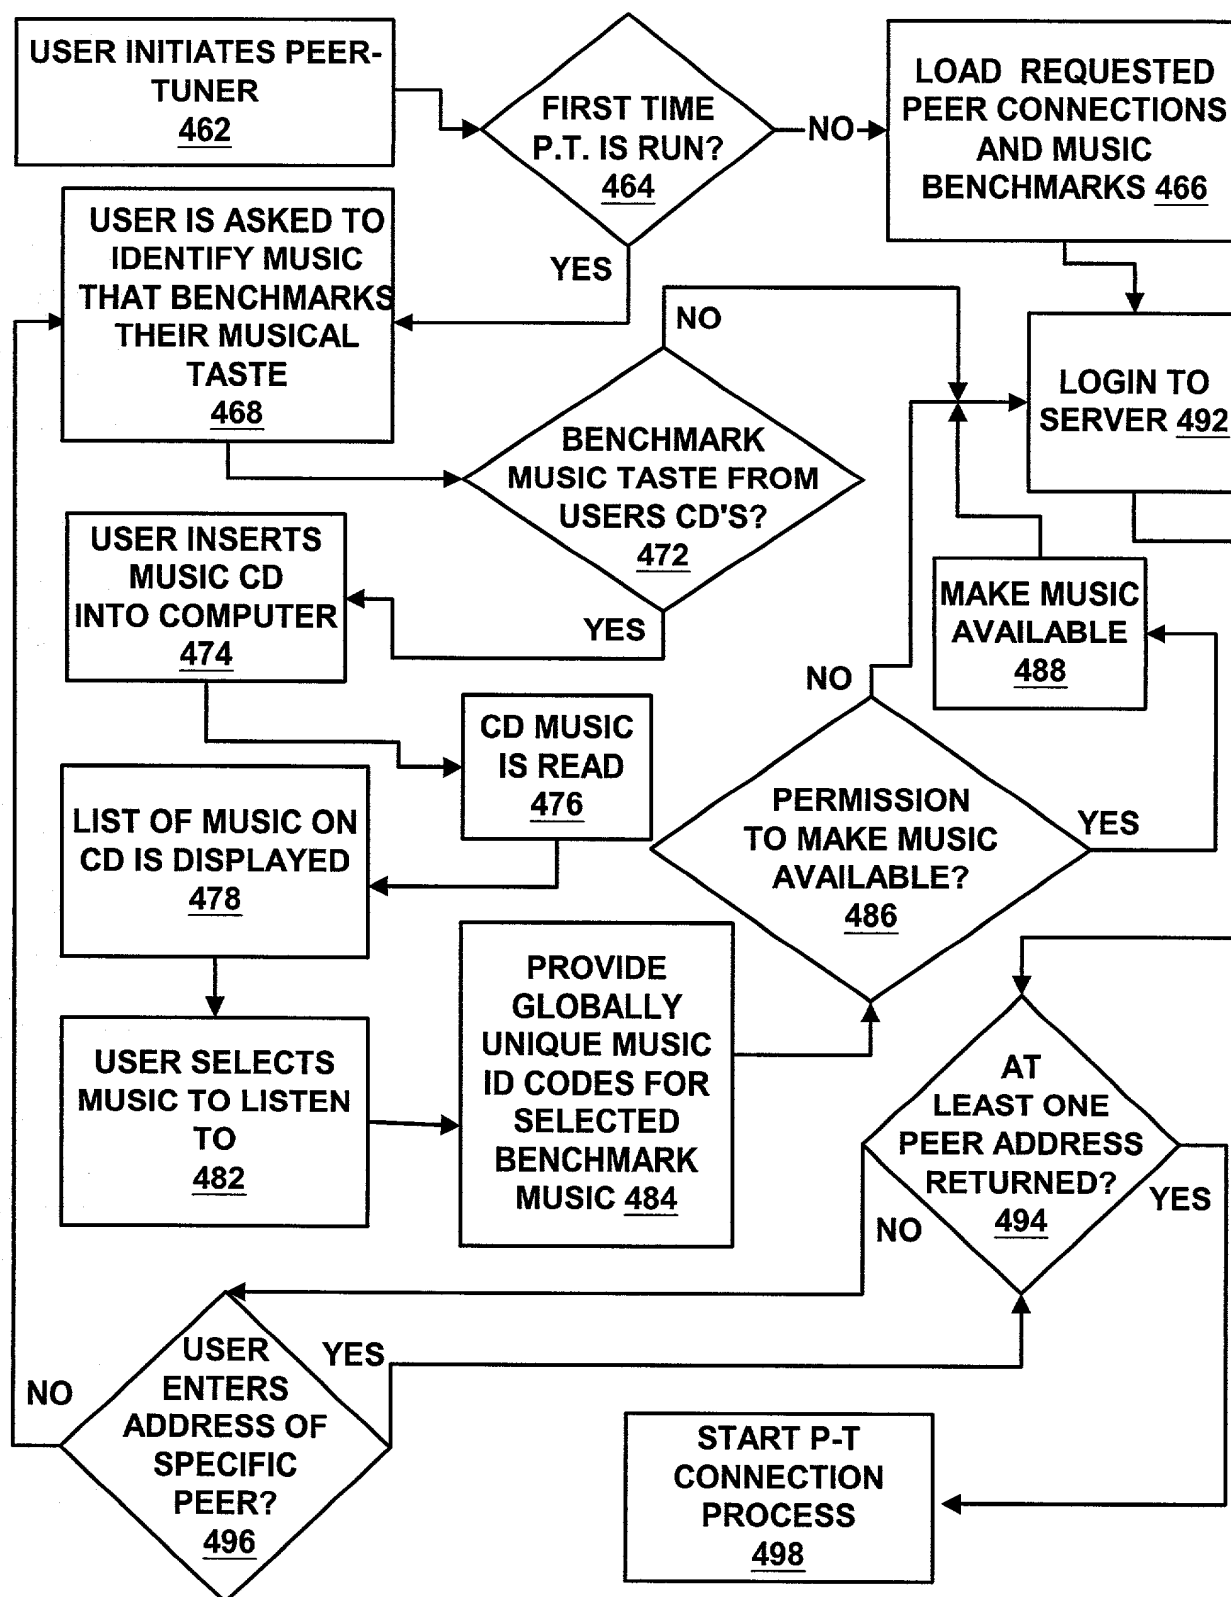 USER INITIATES PEER-
TUNER
462
FIRST TIME
P.T. IS RUN?
464
NO
LOAD REQUESTED
PEER CONNECTIONS
AND MUSIC
BENCHMARKS 466
YES
USER IS ASKED TO
IDENTIFY MUSIC
THAT BENCHMARKS
THEIR MUSICAL
TASTE
468
NO
BENCHMARK
MUSIC TASTE FROM
USERS CD'S?
472
YES
LOGIN TO
SERVER 492
USER INSERTS
MUSIC CD
INTO COMPUTER
474
MAKE MUSIC
AVAILABLE
488
NO
CD MUSIC
IS READ
476
PERMISSION
TO MAKE MUSIC
AVAILABLE?
486
YES
LIST OF MUSIC ON
CD IS DISPLAYED
478
PROVIDE
GLOBALLY
UNIQUE MUSIC
ID CODES FOR
SELECTED
BENCHMARK
MUSIC 484
USER SELECTS
MUSIC TO LISTEN
TO
482
AT
LEAST ONE
PEER ADDRESS
RETURNED?
494
YES
NO
USER
ENTERS
ADDRESS OF
SPECIFIC
PEER?
496
YES
NO
START P-T
CONNECTION
PROCESS
498